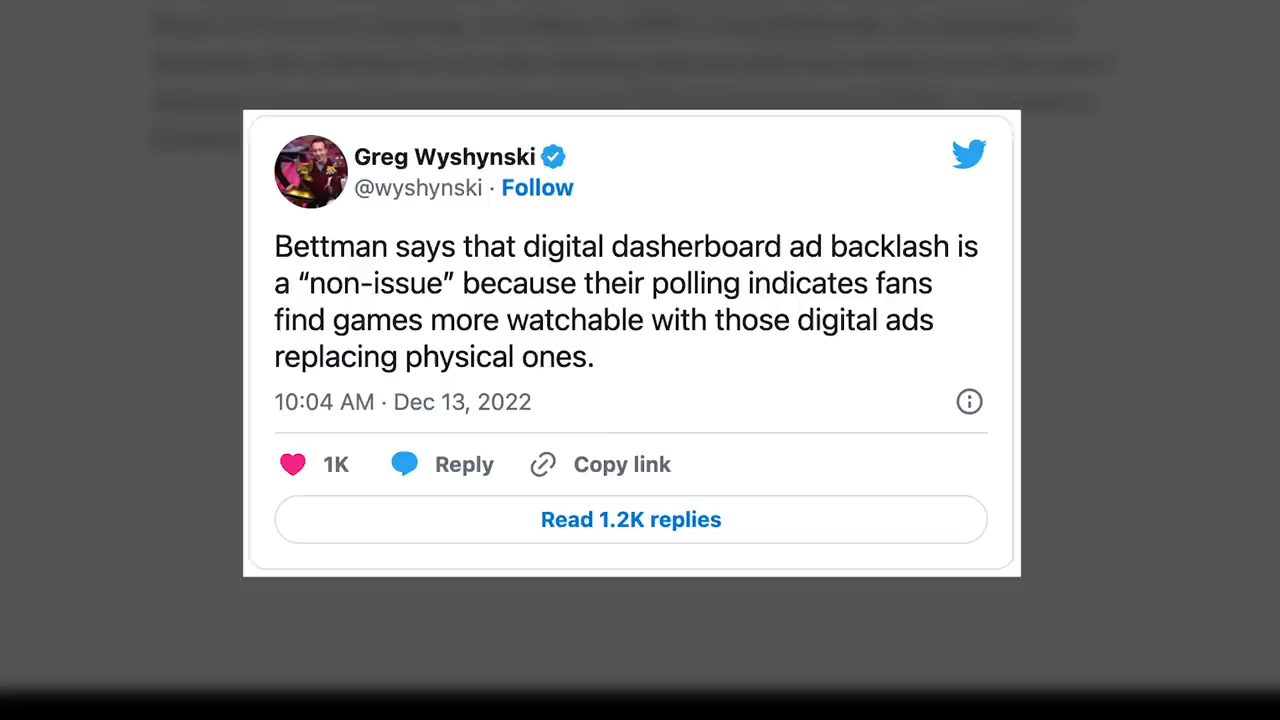 Greg Wyshynski
@wyshynski · Follow
Bettman says that digital dasherboard ad backlash is
a “non-issue” because their polling indicates fans
find games more watchable with those digital ads
replacing physical ones.
10:04 AM · Dec 13, 2022
1K Reply Copy link
Read 1.2K replies